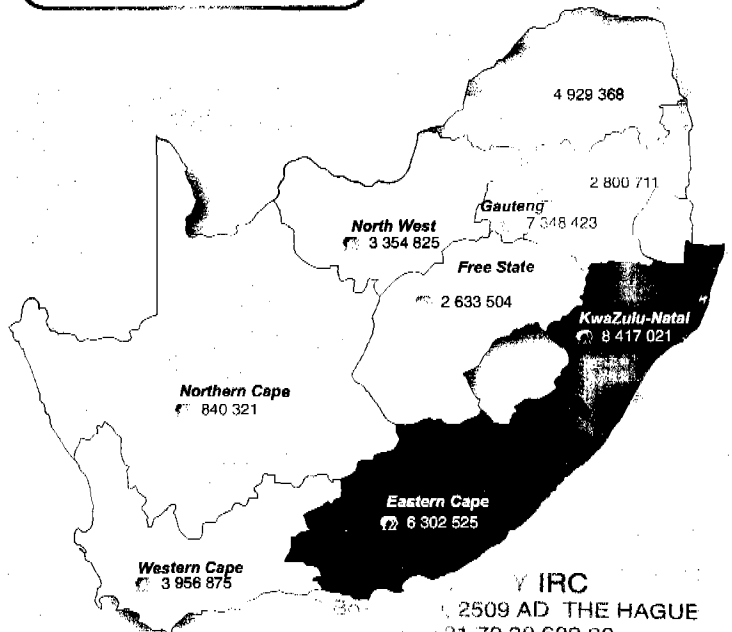 4 929 368
2 800 711
Gauteng
7 348 423
North West
3 354 825
Free State
2 633 504
KwaZulu-Natal
8 417 021
Northern Cape
840 321
Eastern Cape
6 302 525
Western Cape
3 956 875
IRC
2509 AD THE HAGUE